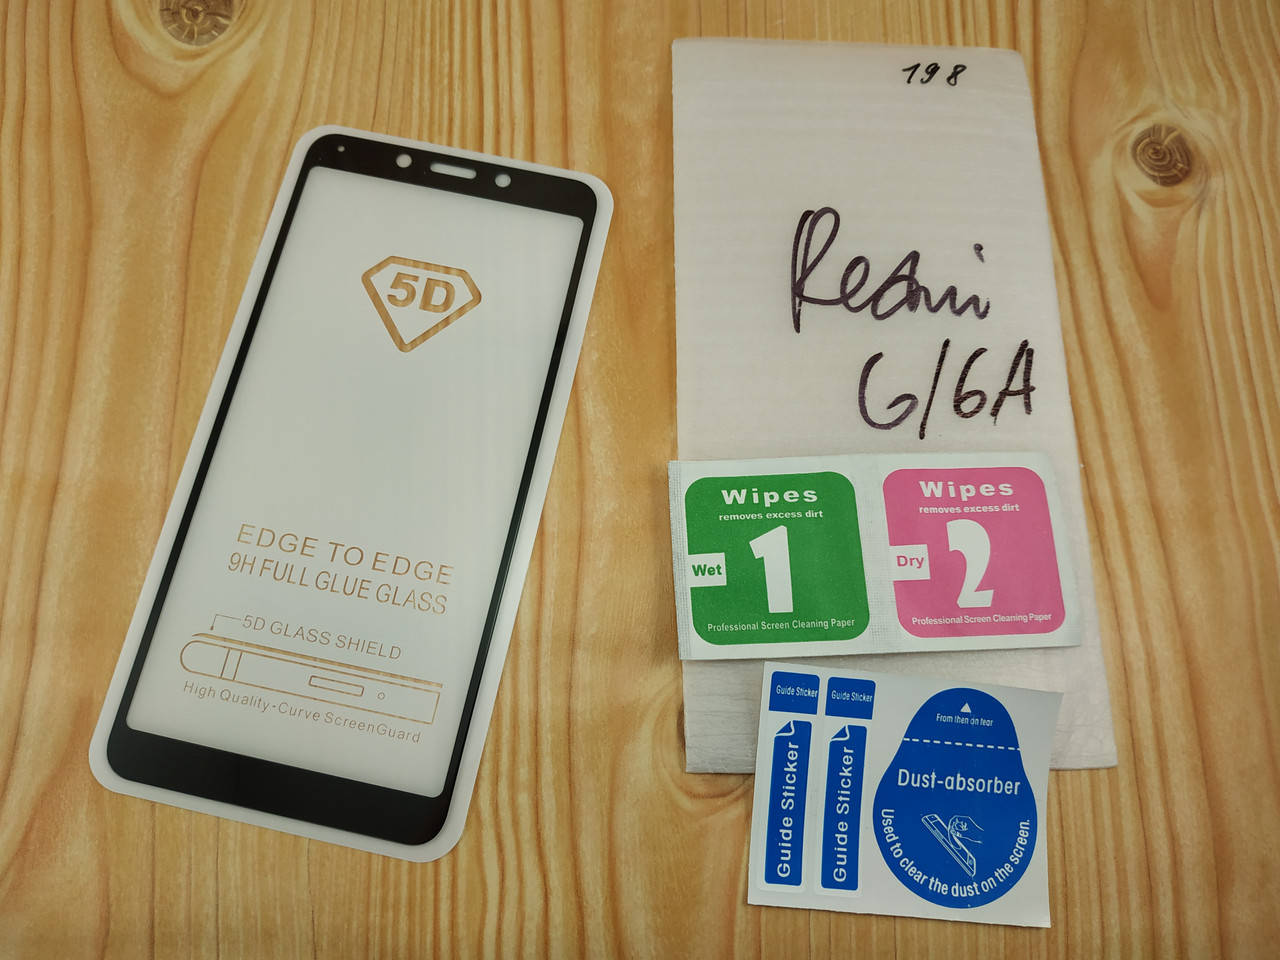 5D
EDGE TO EDGE
9H FULL GLUE GLASS
5D GLASS SHIELD
High Quality-Curve ScreenGuard
198
Redmi
6/6A
Wipes
removes excess dirt
1
Wet
Professional Screen Cleaning Paper
Wipes
removes excess dirt
2
Dry
Professional Screen Cleaning Paper
Guide Sticker
Guide Sticker
Guide Sticker
Guide Sticker
From then on tear
Dust-absorber
Used to clear the dust on the screen.